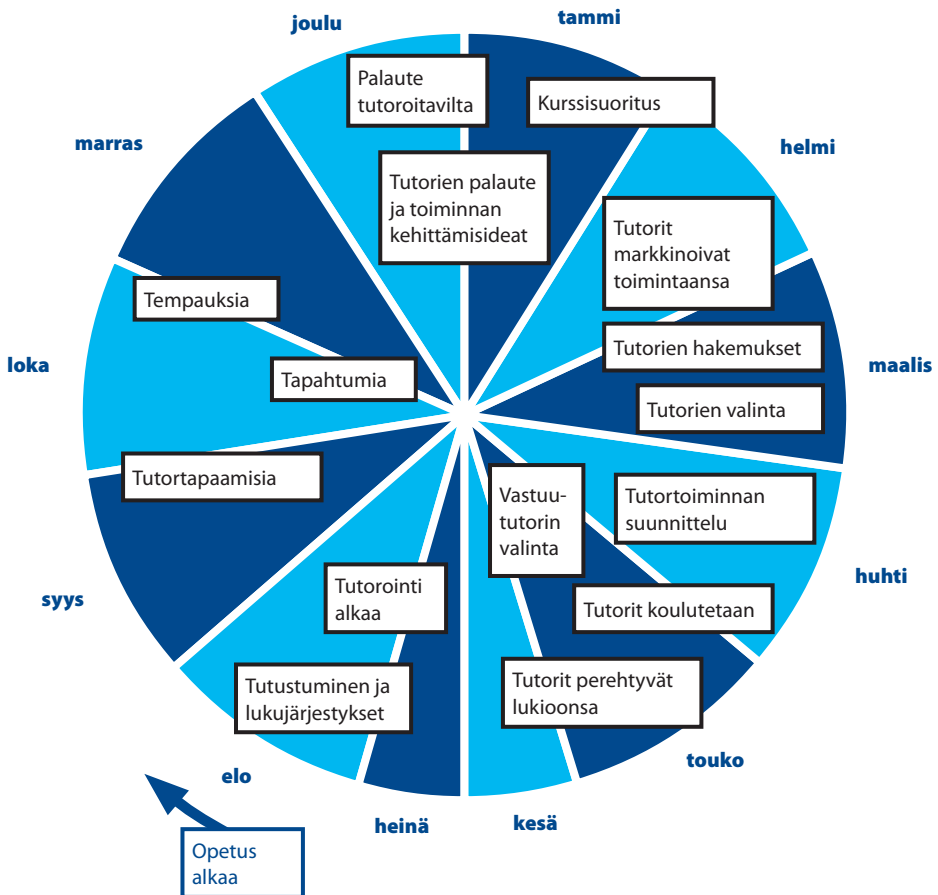 joulu
tammi
Palaute
tutoroitavilta
Kurssisuoritus
marras
helmi
Tutorien palaute
ja toiminnan
kehittämisideat
Tutorit
markkinoivat
toimintaansa
Tempauksia
Tutorien hakemukset
loka
Tapahtumia
maalis
Tutorien valinta
Tutortapaamisia
Vastuu-
tutorin
valinta
Tutortoiminnan
suunnittelu
syys
huhti
Tutorointi
alkaa
Tutorit koulutetaan
Tutustuminen ja
lukujärjestykset
Tutorit perehtyvät
lukioonsa
elo
touko
heinä
kesä
Opetus
alkaa